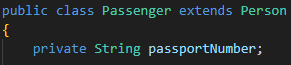 public class Passenger extends Person
{
    private String passportNumber;